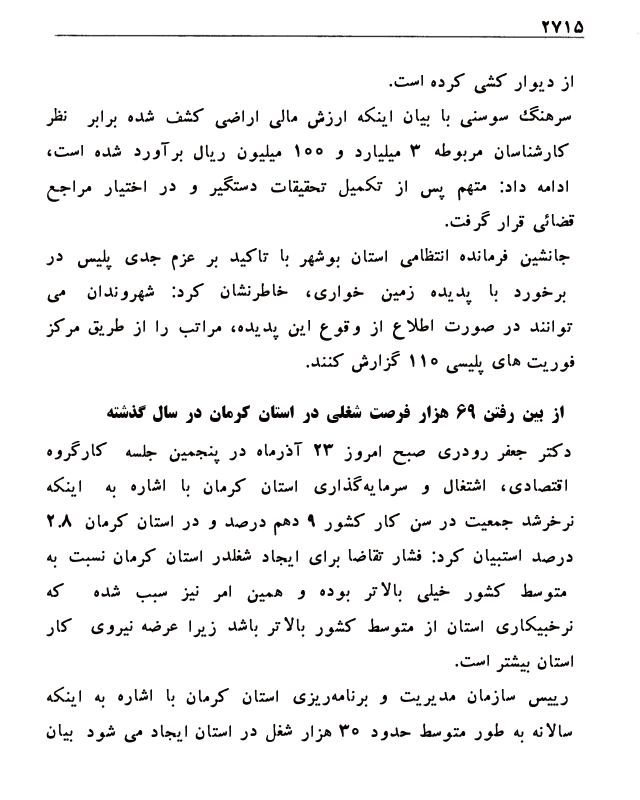 ۲۷۱۵
از دیوار کشی کرده است.
سرهنگ سوسنی با بیان اینکه ارزش مالی اراضی کشف شده برابر نظر
کارشناسان مربوطه ۳ میلیارد و ۱۰۰ میلیون ریال برآورد شده است،
ادامه داد: متهم پس از تکمیل تحقیقات دستگیر و در اختیار مراجع
قضائی قرار گرفت.
جانشین فرمانده انتظامی استان بوشهر با تاکید بر عزم جدی پلیس در
برخورد با پدیده زمین خواری، خاطرنشان کرد: شهروندان می
توانند در صورت اطلاع از وقوع این پدیده، مراتب را از طریق مرکز
فوریت های پلیسی ۱۱۰ گزارش کنند.
از بین رفتن ۶۹ هزار فرصت شغلی در استان کرمان در سال گذشته
دکتر جعفر رودری صبح امروز ۲۳ آذرماه در پنجمین جلسه کارگروه
اقتصادی، اشتغال و سرمایه‌گذاری استان کرمان با اشاره به اینکه
نرخرشد جمعیت در سن کار کشور ۹ دهم درصد و در استان کرمان ۲.۸
درصد استبیان کرد: فشار تقاضا برای ایجاد شغلدر استان کرمان نسبت به
متوسط کشور خیلی بالاتر بوده و همین امر نیز سبب شده که
نرخبیکاری استان از متوسط کشور بالاتر باشد زیرا عرضه نیروی کار
استان بیشتر است.
رییس سازمان مدیریت و برنامه‌ریزی استان کرمان با اشاره به اینکه
سالانه به طور متوسط حدود ۳۰ هزار شغل در استان ایجاد می شود بیان